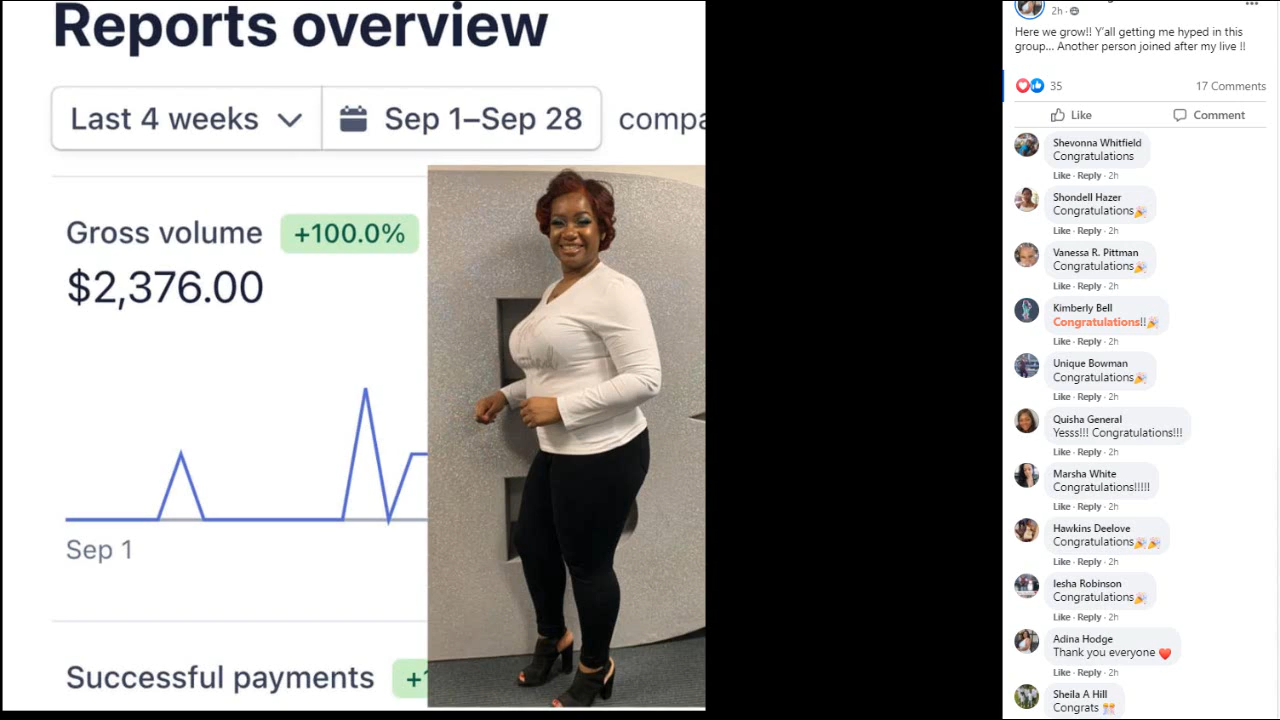 Reports overview
Last 4 weeks
Sep 1–Sep 28
compa
Gross volume
+100.0%
$2,376.00
Sep 1
Successful payments
+1
2h ·
Here we grow!! Y'all getting me hyped in this
group... Another person joined after my live !!
35
17 Comments
Like
Comment
Shevonna Whitfield
Congratulations
Like · Reply · 2h
Shondell Hazer
Congratulations🎉
Like · Reply · 2h
Vanessa R. Pittman
Congratulations🎉
Like · Reply · 2h
Kimberly Bell
Congratulations!!🎉
Like · Reply · 2h
Unique Bowman
Congratulations🎉
Like · Reply · 2h
Quisha General
Yesss!!! Congratulations!!!
Like · Reply · 2h
Marsha White
Congratulations!!!!!
Like · Reply · 2h
Hawkins Deelove
Congratulations🎉🎉
Like · Reply · 2h
Iesha Robinson
Congratulations🎉
Like · Reply · 2h
Adina Hodge
Thank you everyone ❤️
Like · Reply · 2h
Sheila A Hill
Congrats 🎊